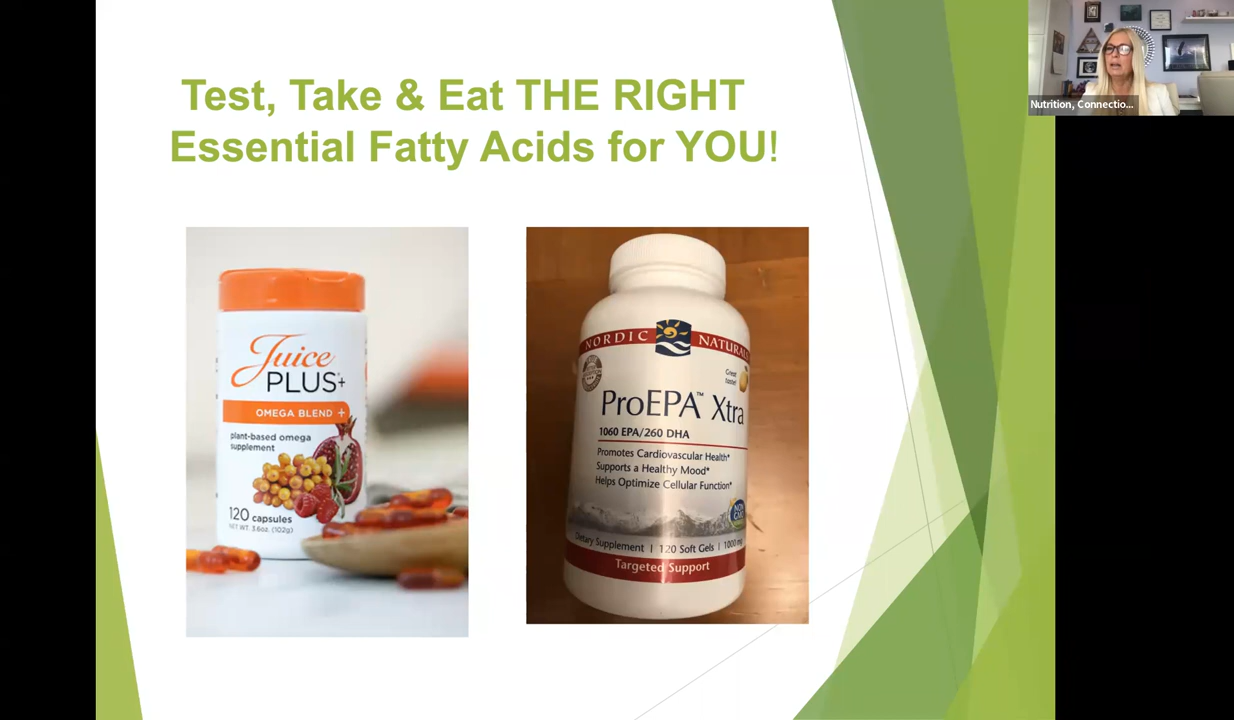 Test, Take & Eat THE RIGHT
Essential Fatty Acids for YOU!
Nutrition, Connectio...
Juice
PLUS+
OMEGA BLEND +
plant-based omega
supplement
120 capsules
NET WT. 3.6oz. (102g)
NORDIC NATURALS
Great
taste!
ProEPA™ Xtra
1060 EPA/260 DHA
Promotes Cardiovascular Health*
Supports a Healthy Mood*
Helps Optimize Cellular Function*
NON
Dietary Supplement | 120 Soft Gels | 1000 mg
Targeted Support